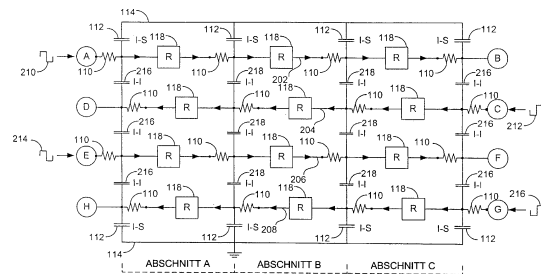 114
112 I-S 118 112 I-S 118 112 I-S 118 112 I-S
A R R R B
210 110 110 202 110 110
216 I-I 218 I-I 218 I-I 216 I-I
118 110 118 110 118 110
D R R R C
110 204 212
216 I-I 218 I-I 218 I-I 216 I-I
214 110 118 110 118 110 118 110
E R R R F
206
216 I-I 218 I-I 218 I-I 216 I-I
110 118 110 118 110 118 110 216
H R R R G
208
112 I-S 112 I-S 112 I-S 112 I-S
114
ABSCHNITT A ABSCHNITT B ABSCHNITT C